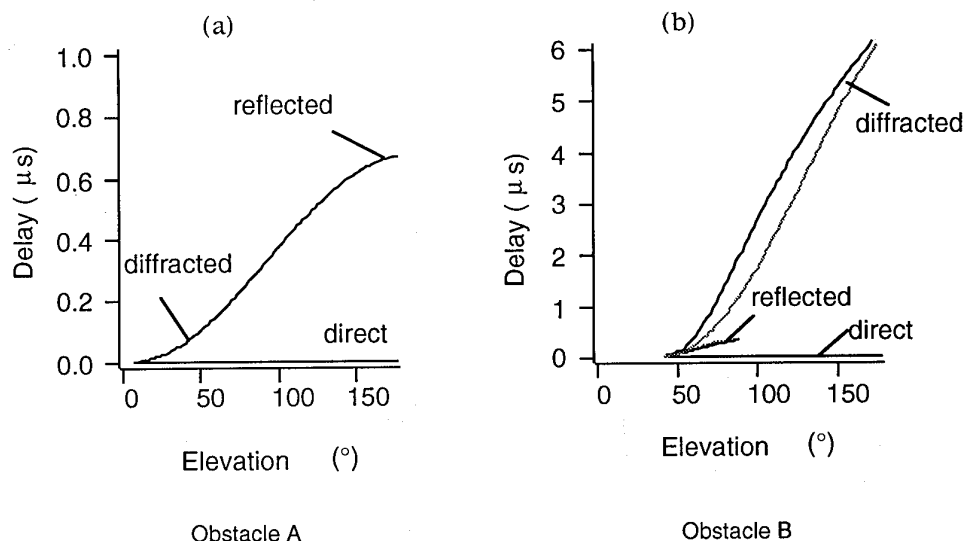 (a)
1.0
0.8
0.6
0.4
0.2
0.0
Delay ( μs)
reflected
diffracted
direct
0
50
100
150
Elevation (°)
Obstacle A
(b)
6
5
4
3
2
1
0
Delay ( μs)
diffracted
reflected
direct
0
50
100
150
Elevation (°)
Obstacle B